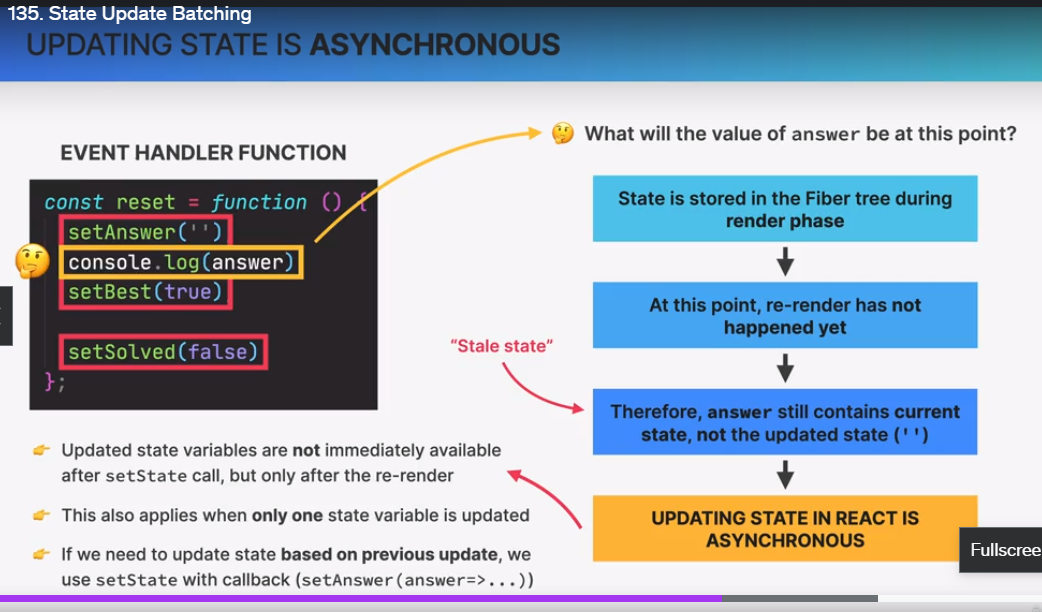 135. State Update Batching
UPDATING STATE IS ASYNCHRONOUS
What will the value of answer be at this point?
EVENT HANDLER FUNCTION
const reset = function () {
setAnswer('')
console.log(answer)
setBest(true)
setSolved(false)
};
State is stored in the Fiber tree during
render phase
At this point, re-render has not
happened yet
"Stale state"
Therefore, answer still contains current
state, not the updated state ('')
UPDATING STATE IN REACT IS
ASYNCHRONOUS
Updated state variables are not immediately available
after setState call, but only after the re-render
This also applies when only one state variable is updated
If we need to update state based on previous update, we
use setState with callback (setAnswer(answer=>...))
Fullscree